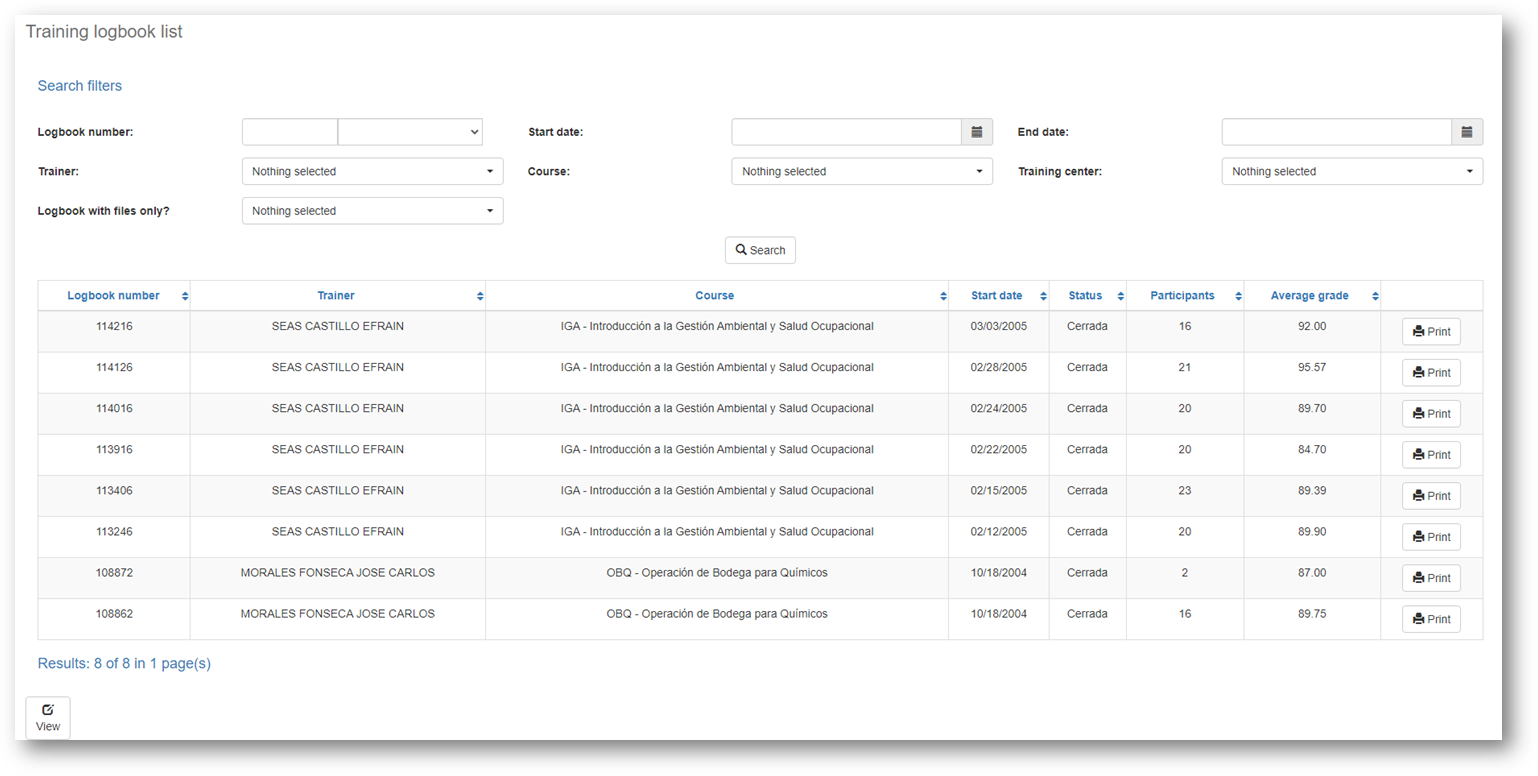 Training logbook list
Search filters
Logbook number: Start date: End date:
Trainer: Nothing selected Course: Nothing selected Training center: Nothing selected
Logbook with files only? Nothing selected
Search
Logbook number Trainer Course Start date Status Participants Average grade
114216 SEAS CASTILLO EFRAIN IGA - Introducción a la Gestión Ambiental y Salud Ocupacional 03/03/2005 Cerrada 16 92.00 Print
114126 SEAS CASTILLO EFRAIN IGA - Introducción a la Gestión Ambiental y Salud Ocupacional 02/28/2005 Cerrada 21 95.57 Print
114016 SEAS CASTILLO EFRAIN IGA - Introducción a la Gestión Ambiental y Salud Ocupacional 02/24/2005 Cerrada 20 89.70 Print
113916 SEAS CASTILLO EFRAIN IGA - Introducción a la Gestión Ambiental y Salud Ocupacional 02/22/2005 Cerrada 20 84.70 Print
113406 SEAS CASTILLO EFRAIN IGA - Introducción a la Gestión Ambiental y Salud Ocupacional 02/15/2005 Cerrada 23 89.39 Print
113246 SEAS CASTILLO EFRAIN IGA - Introducción a la Gestión Ambiental y Salud Ocupacional 02/12/2005 Cerrada 20 89.90 Print
108872 MORALES FONSECA JOSE CARLOS OBQ - Operación de Bodega para Químicos 10/18/2004 Cerrada 2 87.00 Print
108862 MORALES FONSECA JOSE CARLOS OBQ - Operación de Bodega para Químicos 10/18/2004 Cerrada 16 89.75 Print
Results: 8 of 8 in 1 page(s)
View